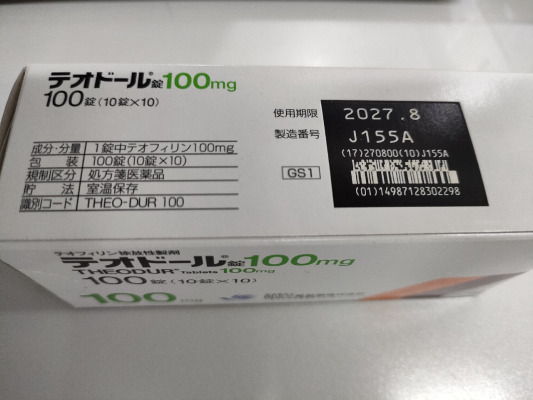 テオドール®錠100mg
100錠(10錠×10)
成分・分量 1錠中テオフィリン100mg
包装 100錠(10錠×10)
規制区分 処方箋医薬品
貯法 室温保存
識別コード THEO-DUR 100
使用期限 2027.8
製造番号 J155A
(17)270800(10)J155A
GS1
(01)14987128302298
テオフィリン徐放性製剤
テオドール®錠100mg
THEODUR® Tablets 100mg
100錠(10錠×10)
100mg